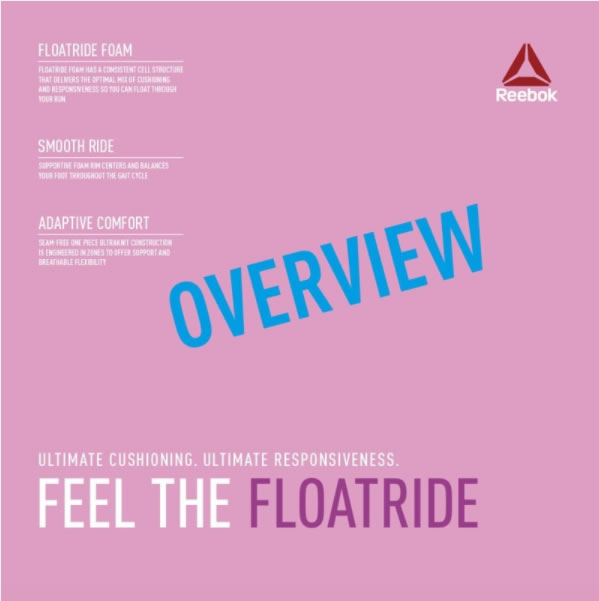 FLOATRIDE FOAM
FLOATRIDE FOAM HAS A CONSISTENT CELL STRUCTURE
THAT DELIVERS THE OPTIMAL MIX OF CUSHIONING
AND RESPONSIVENESS SO YOU CAN FLOAT THROUGH
YOUR RUN
Reebok
SMOOTH RIDE
SUPPORTIVE FOAM RIM CENTERS AND BALANCES
YOUR FOOT THROUGHOUT THE GAIT CYCLE
ADAPTIVE COMFORT
SEAM-FREE ONE PIECE ULTRAKNIT CONSTRUCTION
IS ENGINEERED IN ZONES TO OFFER SUPPORT AND
BREATHABLE FLEXIBILITY
OVERVIEW
ULTIMATE CUSHIONING. ULTIMATE RESPONSIVENESS.
FEEL THE FLOATRIDE